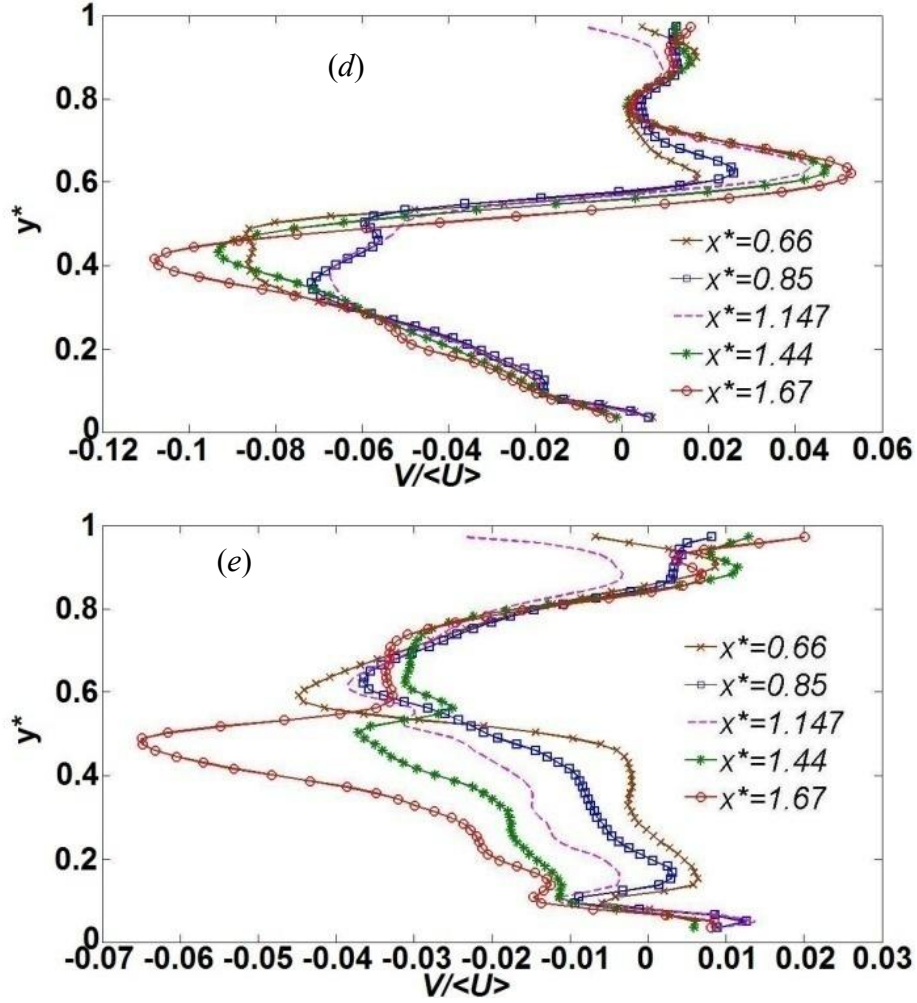 1
(d)
0.8
0.6
y*
x*=0.66
0.4
x*=0.85
x*=1.147
0.2
x*=1.44
x*=1.67
0
-0.12 -0.1 -0.08 -0.06 -0.04 -0.02 0 0.02 0.04 0.06
V/<U>
1
(e)
0.8
x*=0.66
0.6
x*=0.85
y*
x*=1.147
0.4
x*=1.44
x*=1.67
0.2
0
-0.07 -0.06 -0.05 -0.04 -0.03 -0.02 -0.01 0 0.01 0.02 0.03
V/<U>